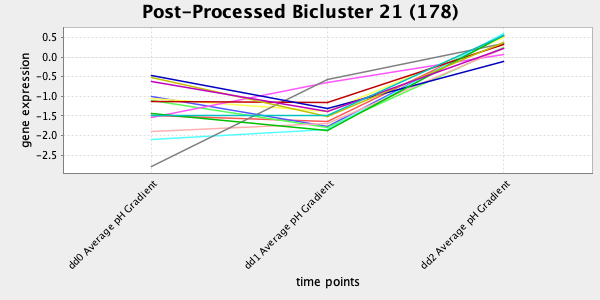 Post-Processed Bicluster 21 (178)
gene expression
0.5
0.0
-0.5
-1.0
-1.5
-2.0
-2.5
dd0 Average pH Gradient
dd1 Average pH Gradient
dd2 Average pH Gradient
time points